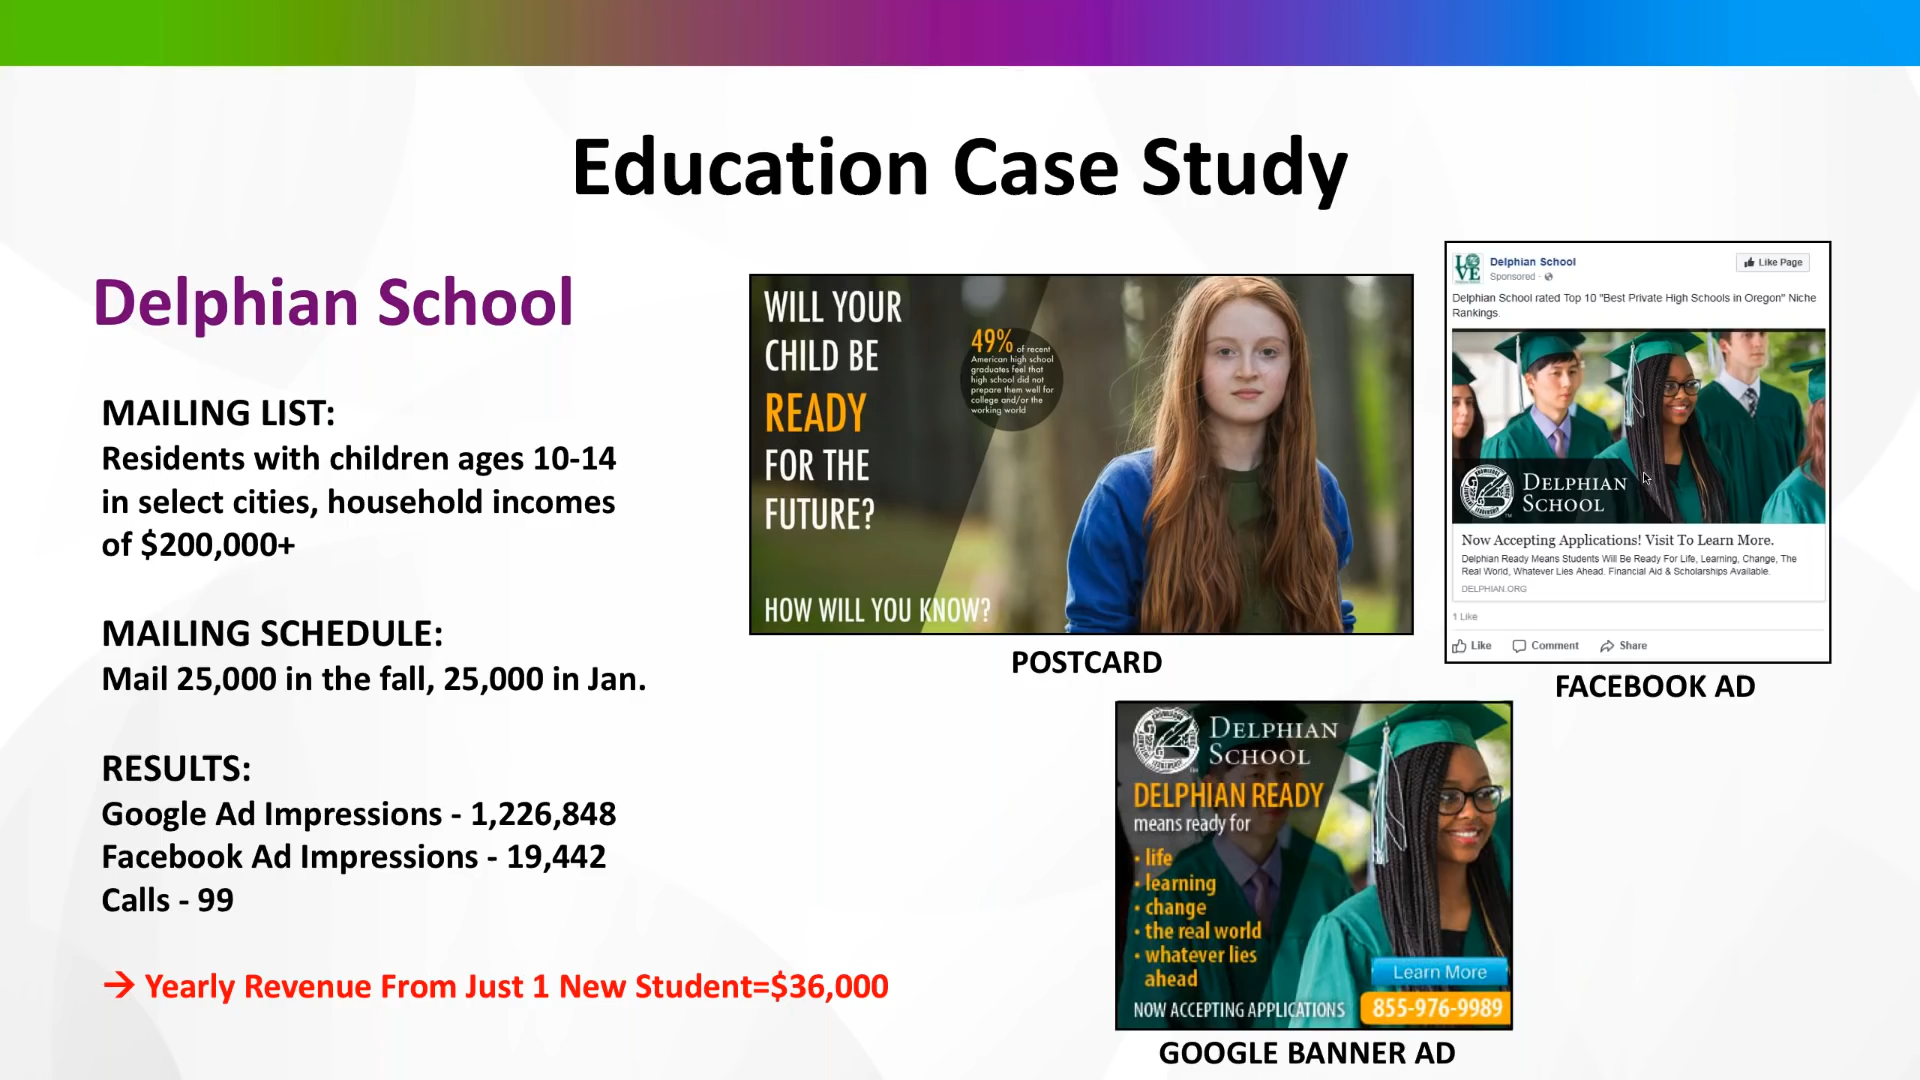 Education Case Study
Delphian School
MAILING LIST:
Residents with children ages 10-14
in select cities, household incomes
of $200,000+
MAILING SCHEDULE:
Mail 25,000 in the fall, 25,000 in Jan.
RESULTS:
Google Ad Impressions - 1,226,848
Facebook Ad Impressions - 19,442
Calls - 99
→ Yearly Revenue From Just 1 New Student=$36,000
WILL YOUR
CHILD BE
READY
FOR THE
FUTURE?
HOW WILL YOU KNOW?
49% of recent
American high school
graduates feel that
high school did not
prepare them well for
college and/or the
working world
POSTCARD
LOVE
Delphian School
Sponsored ·
Like Page
Delphian School rated Top 10 "Best Private High Schools in Oregon" Niche
Rankings.
DELPHIAN
SCHOOL
Now Accepting Applications! Visit To Learn More.
Delphian Ready Means Students Will Be Ready For Life, Learning, Change, The
Real World, Whatever Lies Ahead. Financial Aid & Scholarships Available.
DELPHIAN.ORG
1 Like
Like Comment Share
FACEBOOK AD
DELPHIAN
SCHOOL
DELPHIAN READY
means ready for
· life
· learning
· change
· the real world
· whatever lies
ahead
Learn More
NOW ACCEPTING APPLICATIONS 855-976-9989
GOOGLE BANNER AD